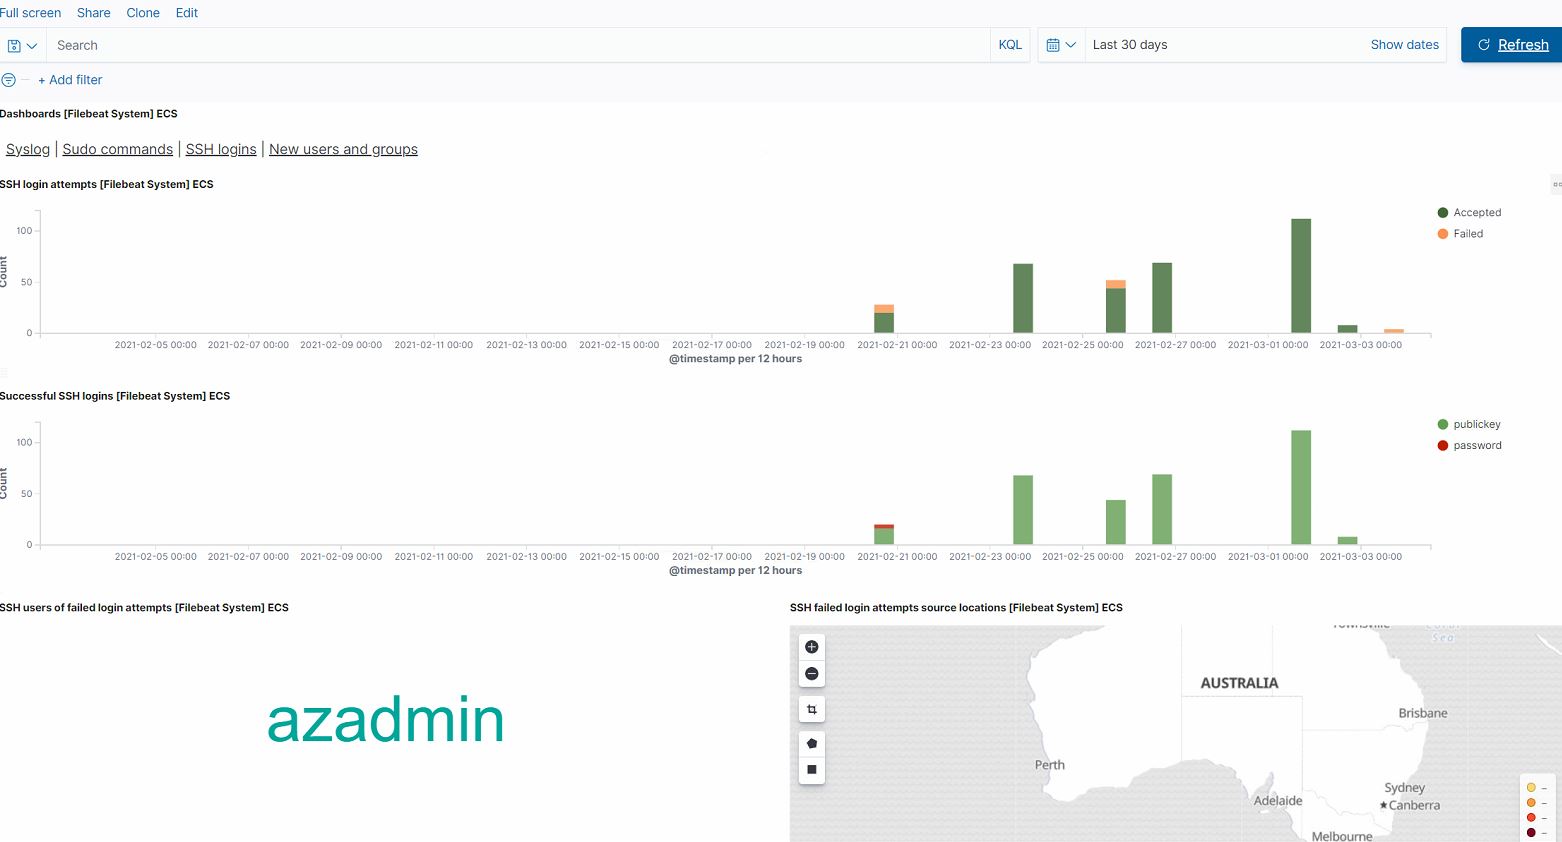 Full screen Share Clone Edit
Search KQL Last 30 days Show dates Refresh
+ Add filter
Dashboards [Filebeat System] ECS
Syslog | Sudo commands | SSH logins | New users and groups
SSH login attempts [Filebeat System] ECS
Count
100
50
0
2021-02-05 00:00 2021-02-07 00:00 2021-02-09 00:00 2021-02-11 00:00 2021-02-13 00:00 2021-02-15 00:00 2021-02-17 00:00 2021-02-19 00:00 2021-02-21 00:00 2021-02-23 00:00 2021-02-25 00:00 2021-02-27 00:00 2021-03-01 00:00 2021-03-03 00:00
@timestamp per 12 hours
Accepted
Failed
Successful SSH logins [Filebeat System] ECS
Count
100
50
0
2021-02-05 00:00 2021-02-07 00:00 2021-02-09 00:00 2021-02-11 00:00 2021-02-13 00:00 2021-02-15 00:00 2021-02-17 00:00 2021-02-19 00:00 2021-02-21 00:00 2021-02-23 00:00 2021-02-25 00:00 2021-02-27 00:00 2021-03-01 00:00 2021-03-03 00:00
@timestamp per 12 hours
publickey
password
SSH users of failed login attempts [Filebeat System] ECS
azadmin
SSH failed login attempts source locations [Filebeat System] ECS
Townsville
Coral
Sea
AUSTRALIA
Brisbane
Perth
Sydney
Adelaide
Canberra
Melbourne
–
–
–
–